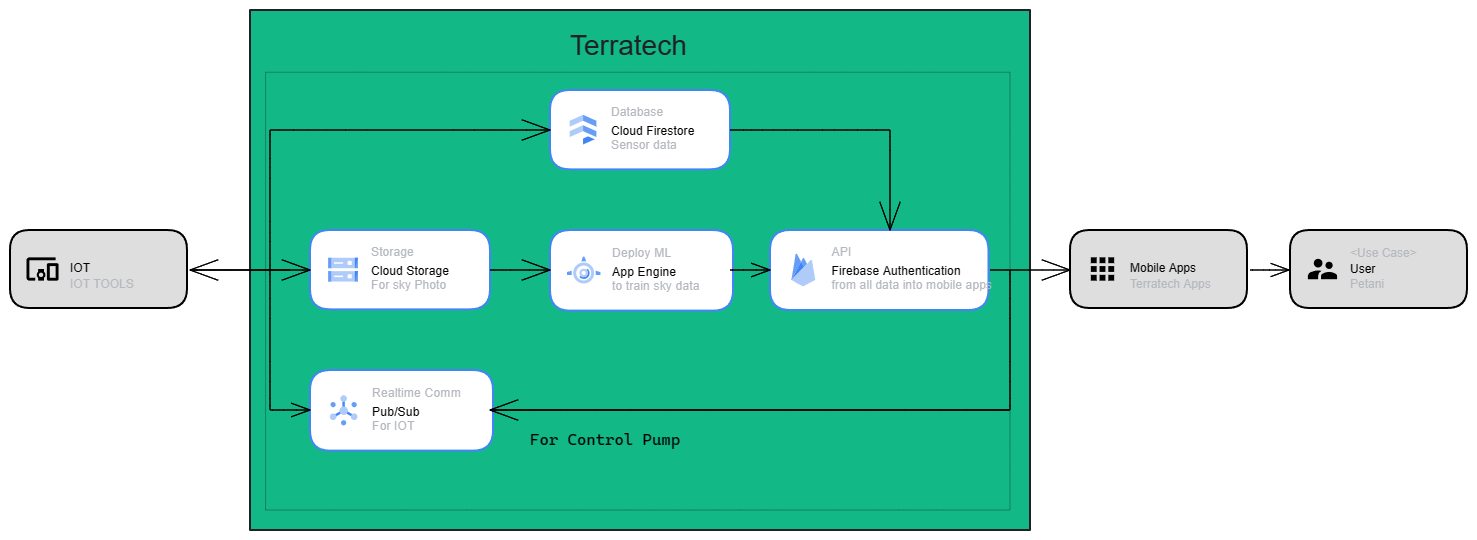 Terratech
Database
Cloud Firestore
Sensor data
IOT
IOT TOOLS
Storage
Cloud Storage
For sky Photo
Deploy ML
App Engine
to train sky data
API
Firebase Authentication
from all data into mobile apps
Mobile Apps
Terratech Apps
<Use Case>
User
Petani
Realtime Comm
Pub/Sub
For IOT
For Control Pump